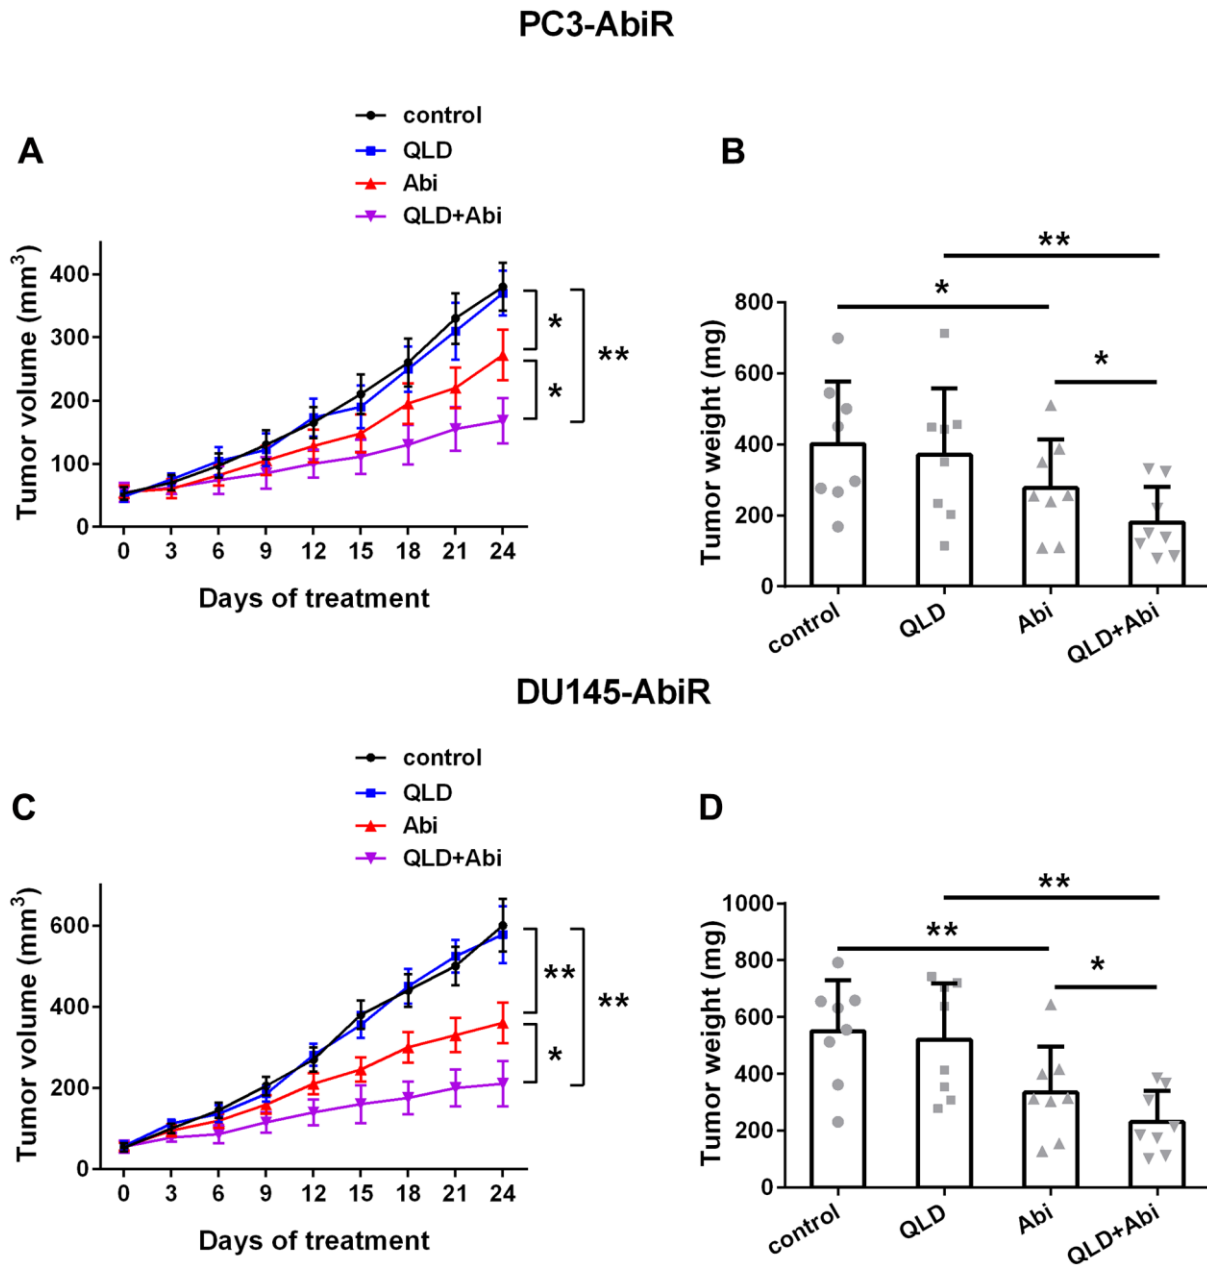 PC3-AbiR
control
QLD
Abi
QLD+Abi
A
Tumor volume (mm³)
400
300
200
100
0
0 3 6 9 12 15 18 21 24
Days of treatment
*
*
**
B
Tumor weight (mg)
800
600
400
200
0
**
*
*
control QLD Abi QLD+Abi
DU145-AbiR
control
QLD
Abi
QLD+Abi
C
Tumor volume (mm³)
600
400
200
0
0 3 6 9 12 15 18 21 24
Days of treatment
**
*
**
D
Tumor weight (mg)
1000
800
600
400
200
0
**
**
*
control QLD Abi QLD+Abi